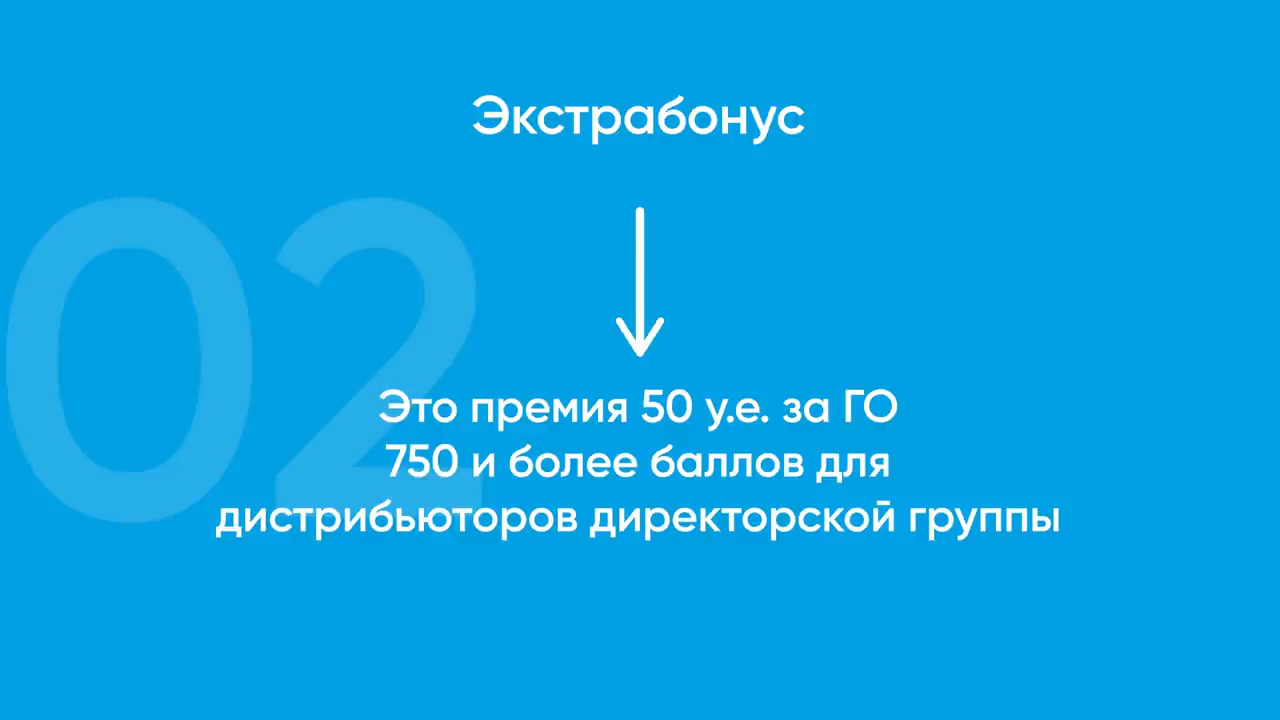 Экстрабонус
02
Это премия 50 у.е. за ГО
750 и более баллов для
дистрибьюторов директорской группы